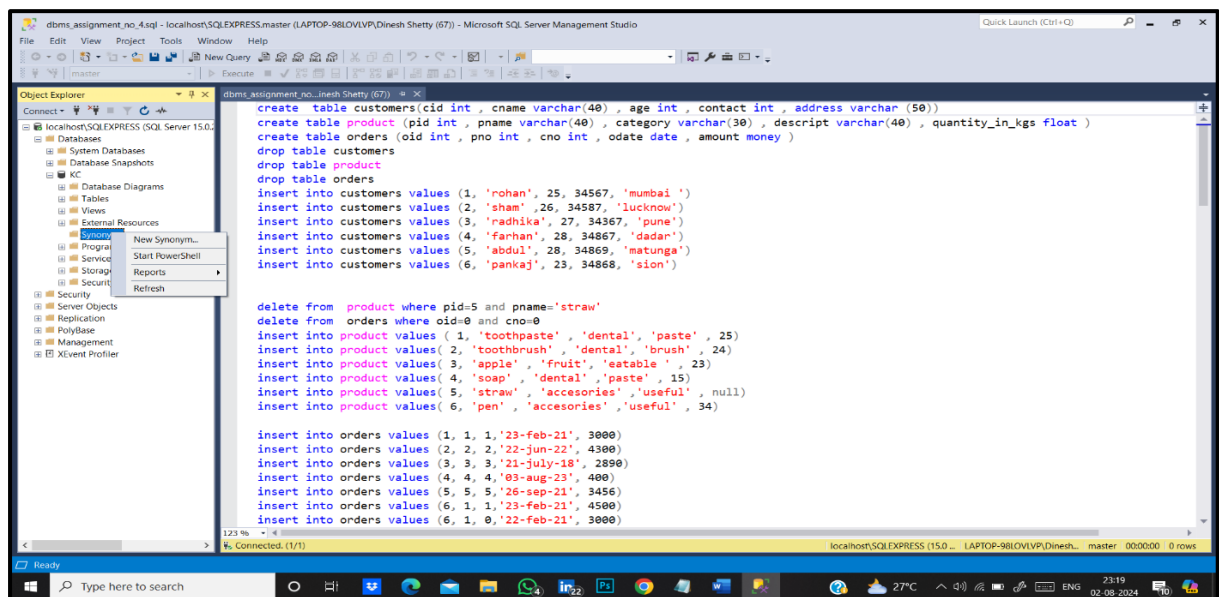 dbms_assignment_no_4.sql - localhost\SQLEXPRESS.master (LAPTOP-98LOVLVP\Dinesh Shetty (67)) - Microsoft SQL Server Management Studio
Quick Launch (Ctrl+Q)
File Edit View Project Tools Window Help
New Query
master
Execute
Object Explorer
dbms_assignment_no...inesh Shetty (67))
Connect
localhost\SQLEXPRESS (SQL Server 15.0.2
Databases
System Databases
Database Snapshots
KC
Database Diagrams
Tables
Views
External Resources
Synony
Progra
Service
Storag
Securit
Security
Server Objects
Replication
PolyBase
Management
XEvent Profiler
New Synonym...
Start PowerShell
Reports
Refresh
create table customers(cid int , cname varchar(40) , age int , contact int , address varchar (50))
create table product (pid int , pname varchar(40) , category varchar(30) , descript varchar(40) , quantity_in_kgs float )
create table orders (oid int , pno int , cno int , odate date , amount money )
drop table customers
drop table product
drop table orders
insert into customers values (1, 'rohan', 25, 34567, 'mumbai ')
insert into customers values (2, 'sham' ,26, 34587, 'lucknow')
insert into customers values (3, 'radhika', 27, 34367, 'pune')
insert into customers values (4, 'farhan', 28, 34867, 'dadar')
insert into customers values (5, 'abdul', 28, 34869, 'matunga')
insert into customers values (6, 'pankaj', 23, 34868, 'sion')
delete from product where pid=5 and pname='straw'
delete from orders where oid=0 and cno=0
insert into product values ( 1, 'toothpaste' , 'dental', 'paste' , 25)
insert into product values( 2, 'toothbrush' , 'dental', 'brush' , 24)
insert into product values( 3, 'apple' , 'fruit', 'eatable ' , 23)
insert into product values( 4, 'soap' , 'dental' ,'paste' , 15)
insert into product values( 5, 'straw' , 'accesories' ,'useful' , null)
insert into product values( 6, 'pen' , 'accesories' ,'useful' , 34)
insert into orders values (1, 1, 1,'23-feb-21', 3000)
insert into orders values (2, 2, 2,'22-jun-22', 4300)
insert into orders values (3, 3, 3,'21-july-18', 2890)
insert into orders values (4, 4, 4,'03-aug-23', 400)
insert into orders values (5, 5, 5,'26-sep-21', 3456)
insert into orders values (6, 1, 1,'23-feb-21', 4500)
insert into orders values (6, 1, 0,'22-feb-21', 3000)
123 %
Connected. (1/1)
localhost\SQLEXPRESS (15.0 ... LAPTOP-98LOVLVP\Dinesh... master 00:00:00 0 rows
Ready
Type here to search
4
in 22
Ps
27°C
ENG
23:19
02-08-2024
10